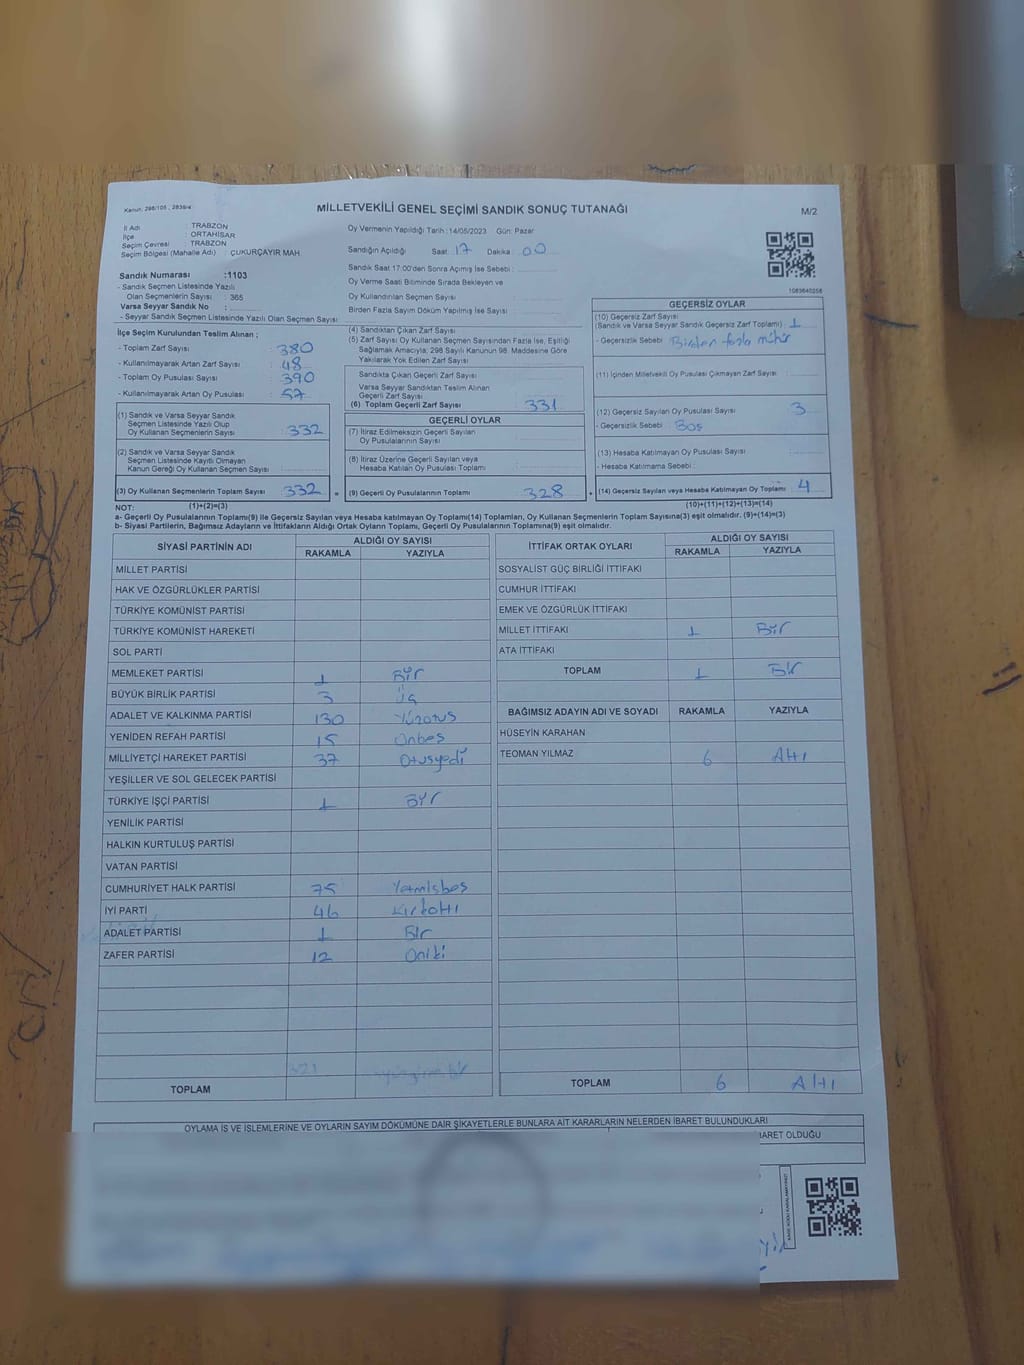 Kanun: 298/105 , 2839/4
MİLLETVEKİLİ GENEL SEÇİMİ SANDIK SONUÇ TUTANAĞI
M/2
İl Adı : TRABZON
İlçe : ORTAHİSAR
Seçim Çevresi : TRABZON
Seçim Bölgesi (Mahalle Adı) : ÇUKURÇAYIR MAH.
Sandık Numarası :1103
- Sandık Seçmen Listesinde Yazılı
Olan Seçmenlerin Sayısı : 365
Varsa Seyyar Sandık No :
- Seyyar Sandık Seçmen Listesinde Yazılı Olan Seçmen Sayısı :
Oy Vermenin Yapıldığı Tarih :14/05/2023 Gün: Pazar
Sandığın Açıldığı Saat: 17 Dakika: 00
Sandık Saat 17:00'den Sonra Açılmış İse Sebebi :
Oy Verme Saati Bitiminde Sırada Bekleyen ve
Oy Kullandırılan Seçmen Sayısı :
Birden Fazla Sayım Döküm Yapılmış İse Sayısı :
1083640256
İlçe Seçim Kurulundan Teslim Alınan ;
- Toplam Zarf Sayısı : 380
- Kullanılmayarak Artan Zarf Sayısı : 48
- Toplam Oy Pusulası Sayısı : 390
- Kullanılmayarak Artan Oy Pusulası : 57
(1) Sandık ve Varsa Seyyar Sandık
Seçmen Listesinde Yazılı Olup
Oy Kullanan Seçmenlerin Sayısı : 332
(2) Sandık ve Varsa Seyyar Sandık
Seçmen Listesinde Kayıtlı Olmayan
Kanun Gereği Oy Kullanan Seçmen Sayısı :
(3) Oy Kullanan Seçmenlerin Toplam Sayısı : 332 =
(4) Sandıktan Çıkan Zarf Sayısı
(5) Zarf Sayısı Oy Kullanan Seçmen Sayısından Fazla İse, Eşitliği
Sağlamak Amacıyla; 298 Sayılı Kanunun 98. Maddesine Göre
Yakılarak Yok Edilen Zarf Sayısı
Sandıkta Çıkan Geçerli Zarf Sayısı
Varsa Seyyar Sandıktan Teslim Alınan
Geçerli Zarf Sayısı
(6) Toplam Geçerli Zarf Sayısı 331
GEÇERLİ OYLAR
(7) İtiraz Edilmeksizin Geçerli Sayılan
Oy Pusulalarının Sayısı
(8) İtiraz Üzerine Geçerli Sayılan veya
Hesaba Katılan Oy Pusulası Toplamı
(9) Geçerli Oy Pusulalarının Toplamı 328 +
GEÇERSİZ OYLAR
(10) Geçersiz Zarf Sayısı
(Sandık ve Varsa Seyyar Sandık Geçersiz Zarf Toplamı) : 1
- Geçersizlik Sebebi : Birden fazla mühür
(11) İçinden Milletvekili Oy Pusulası Çıkmayan Zarf Sayısı :
(12) Geçersiz Sayılan Oy Pusulası Sayısı : 3
- Geçersizlik Sebebi : Boş
(13) Hesaba Katılmayan Oy Pusulası Sayısı :
- Hesaba Katılmama Sebebi :
(14) Geçersiz Sayılan veya Hesaba Katılmayan Oy Toplamı : 4
NOT: (1)+(2)=(3) (10)+(11)+(12)+(13)=(14)
a- Geçerli Oy Pusulalarının Toplamı(9) ile Geçersiz Sayılan veya Hesaba Katılmayan Oy Toplamı(14) Toplamları, Oy Kullanan Seçmenlerin Toplam Sayısına(3) eşit olmalıdır. (9)+(14)=(3)
b- Siyasi Partilerin, Bağımsız Adayların ve İttifakların Aldığı Ortak Oyların Toplamı, Geçerli Oy Pusulalarının Toplamına(9) eşit olmalıdır.
SİYASİ PARTİNİN ADI ALDIĞI OY SAYISI
RAKAMLA YAZIYLA
MİLLET PARTİSİ
HAK VE ÖZGÜRLÜKLER PARTİSİ
TÜRKİYE KOMÜNİST PARTİSİ
TÜRKİYE KOMÜNİST HAREKETİ
SOL PARTİ
MEMLEKET PARTİSİ 1 Bir
BÜYÜK BİRLİK PARTİSİ 3 Üç
ADALET VE KALKINMA PARTİSİ 130 Yüzotus
YENİDEN REFAH PARTİSİ 15 Onbeş
MİLLİYETÇİ HAREKET PARTİSİ 37 Otusyedi
YEŞİLLER VE SOL GELECEK PARTİSİ
TÜRKİYE İŞÇİ PARTİSİ 1 Bir
YENİLİK PARTİSİ
HALKIN KURTULUŞ PARTİSİ
VATAN PARTİSİ
CUMHURİYET HALK PARTİSİ 75 Yetmişbeş
İYİ PARTİ 46 Kırkaltı
ADALET PARTİSİ 1 Bir
ZAFER PARTİSİ 12 Oniki
TOPLAM 321
İTTİFAK ORTAK OYLARI ALDIĞI OY SAYISI
RAKAMLA YAZIYLA
SOSYALİST GÜÇ BİRLİĞİ İTTİFAKI
CUMHUR İTTİFAKI
EMEK VE ÖZGÜRLÜK İTTİFAKI
MİLLET İTTİFAKI 1 Bir
ATA İTTİFAKI
TOPLAM 1 Bir
BAĞIMSIZ ADAYIN ADI VE SOYADI RAKAMLA YAZIYLA
HÜSEYİN KARAHAN
TEOMAN YILMAZ 6 Altı
TOPLAM 6 Altı
OYLAMA İŞ VE İŞLEMLERİNE VE OYLARIN SAYIM DÖKÜMÜNE DAİR ŞİKAYETLERLE BUNLARA AİT KARARLARIN NELERDEN İBARET BULUNDUKLARI
BARET OLDUĞU